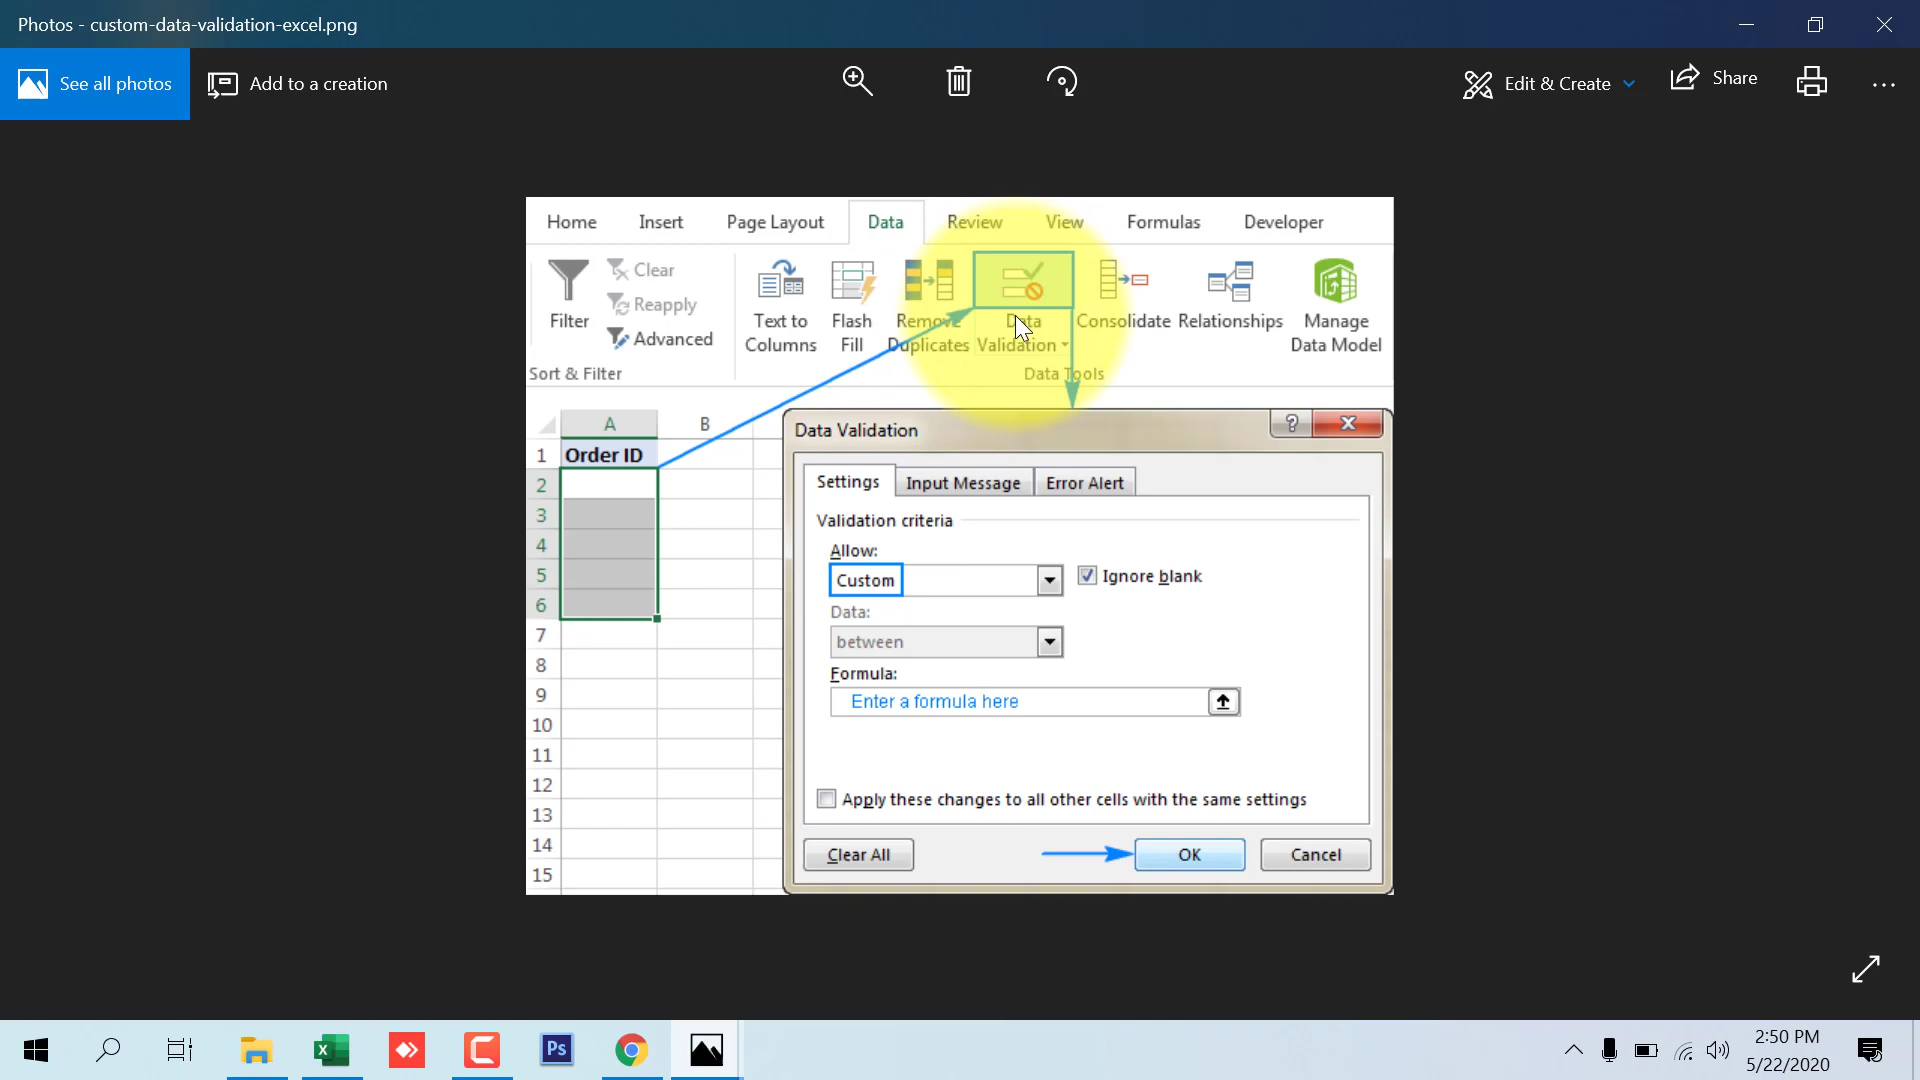 Photos - custom-data-validation-excel.png
See all photos
Add to a creation
Edit & Create
Share
Home Insert Page Layout Data Review View Formulas Developer
Filter
Clear
Reapply
Advanced
Sort & Filter
Text to
Columns
Flash
Fill
Remove
Duplicates
Data
Validation
Consolidate
Relationships
Manage
Data Model
Data Tools
A B
1 Order ID
2
3
4
5
6
7
8
9
10
11
12
13
14
15
Data Validation
?
Settings Input Message Error Alert
Validation criteria
Allow:
Custom
Ignore blank
Data:
between
Formula:
Enter a formula here
Apply these changes to all other cells with the same settings
Clear All OK Cancel
X
Ps
2:50 PM
5/22/2020